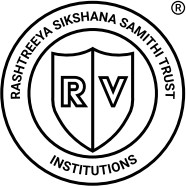 ®
RASHTREEYA SIKSHANA SAMITHI TRUST
RV
INSTITUTIONS